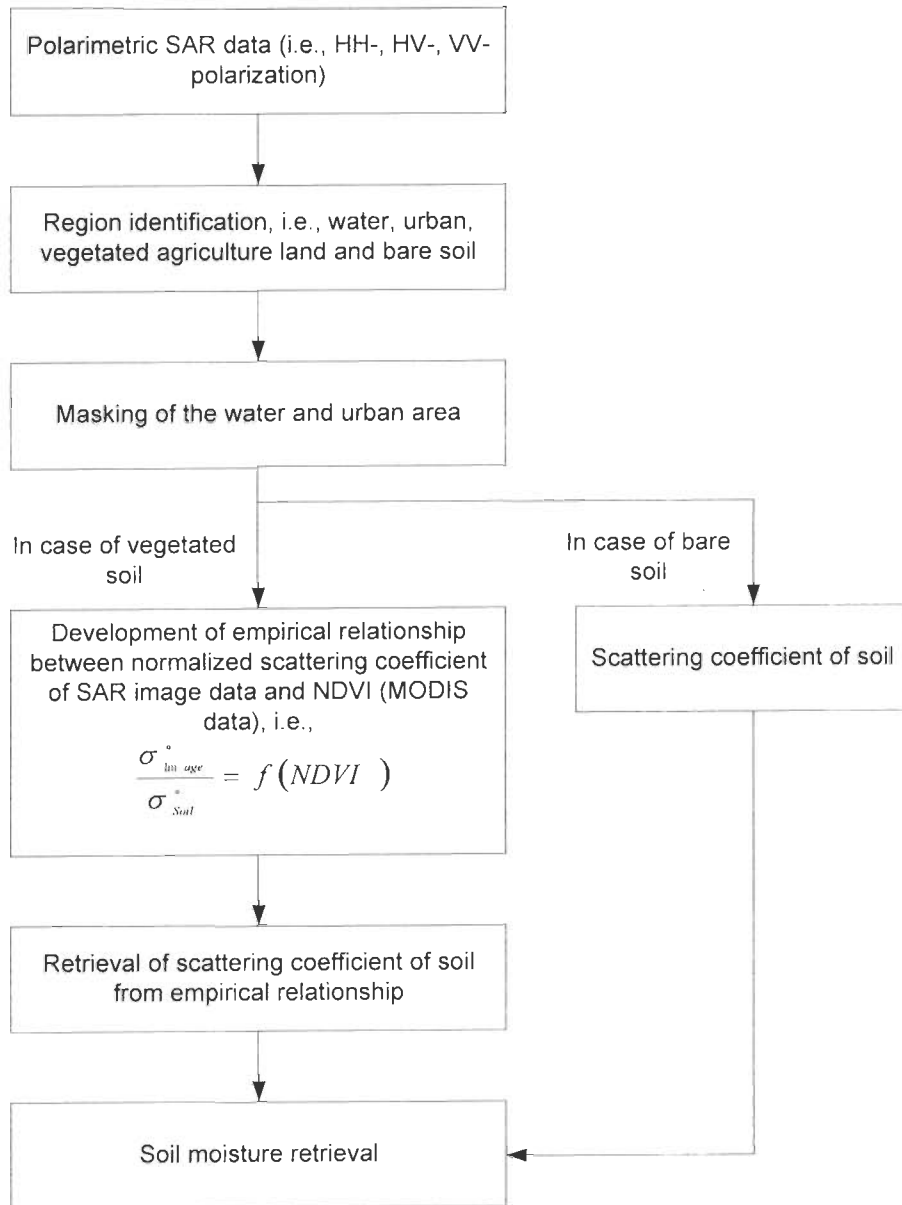 Polarimetric SAR data (i.e., HH-, HV-, VV-
polarization)
Region identification, i.e., water, urban,
vegetated agriculture land and bare soil
Masking of the water and urban area
In case of vegetated
soil
In case of bare
soil
Development of empirical relationship
between normalized scattering coefficient
of SAR image data and NDVI (MODIS
data), i.e.,
σ°Image / σ°Soil = f(NDVI )
Scattering coefficient of soil
Retrieval of scattering coefficient of soil
from empirical relationship
Soil moisture retrieval